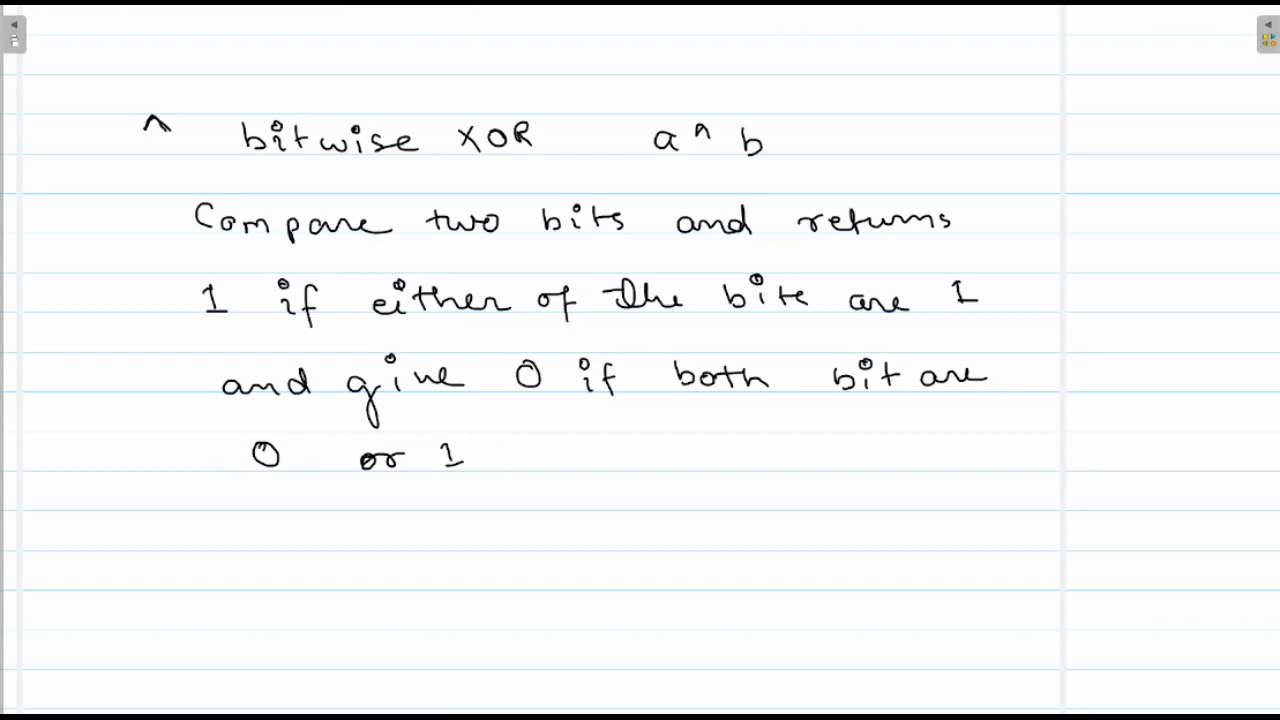 ^ bitwise XOR a ^ b
Compare two bits and returns
1 if either of the bits are 1
and give 0 if both bit are
0 or 1